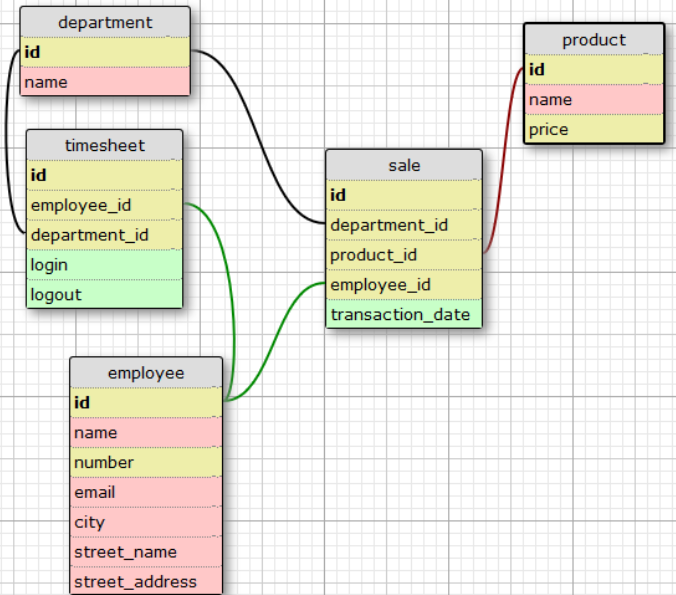 department
id
name
timesheet
id
employee_id
department_id
login
logout
employee
id
name
number
email
city
street_name
street_address
sale
id
department_id
product_id
employee_id
transaction_date
product
id
name
price